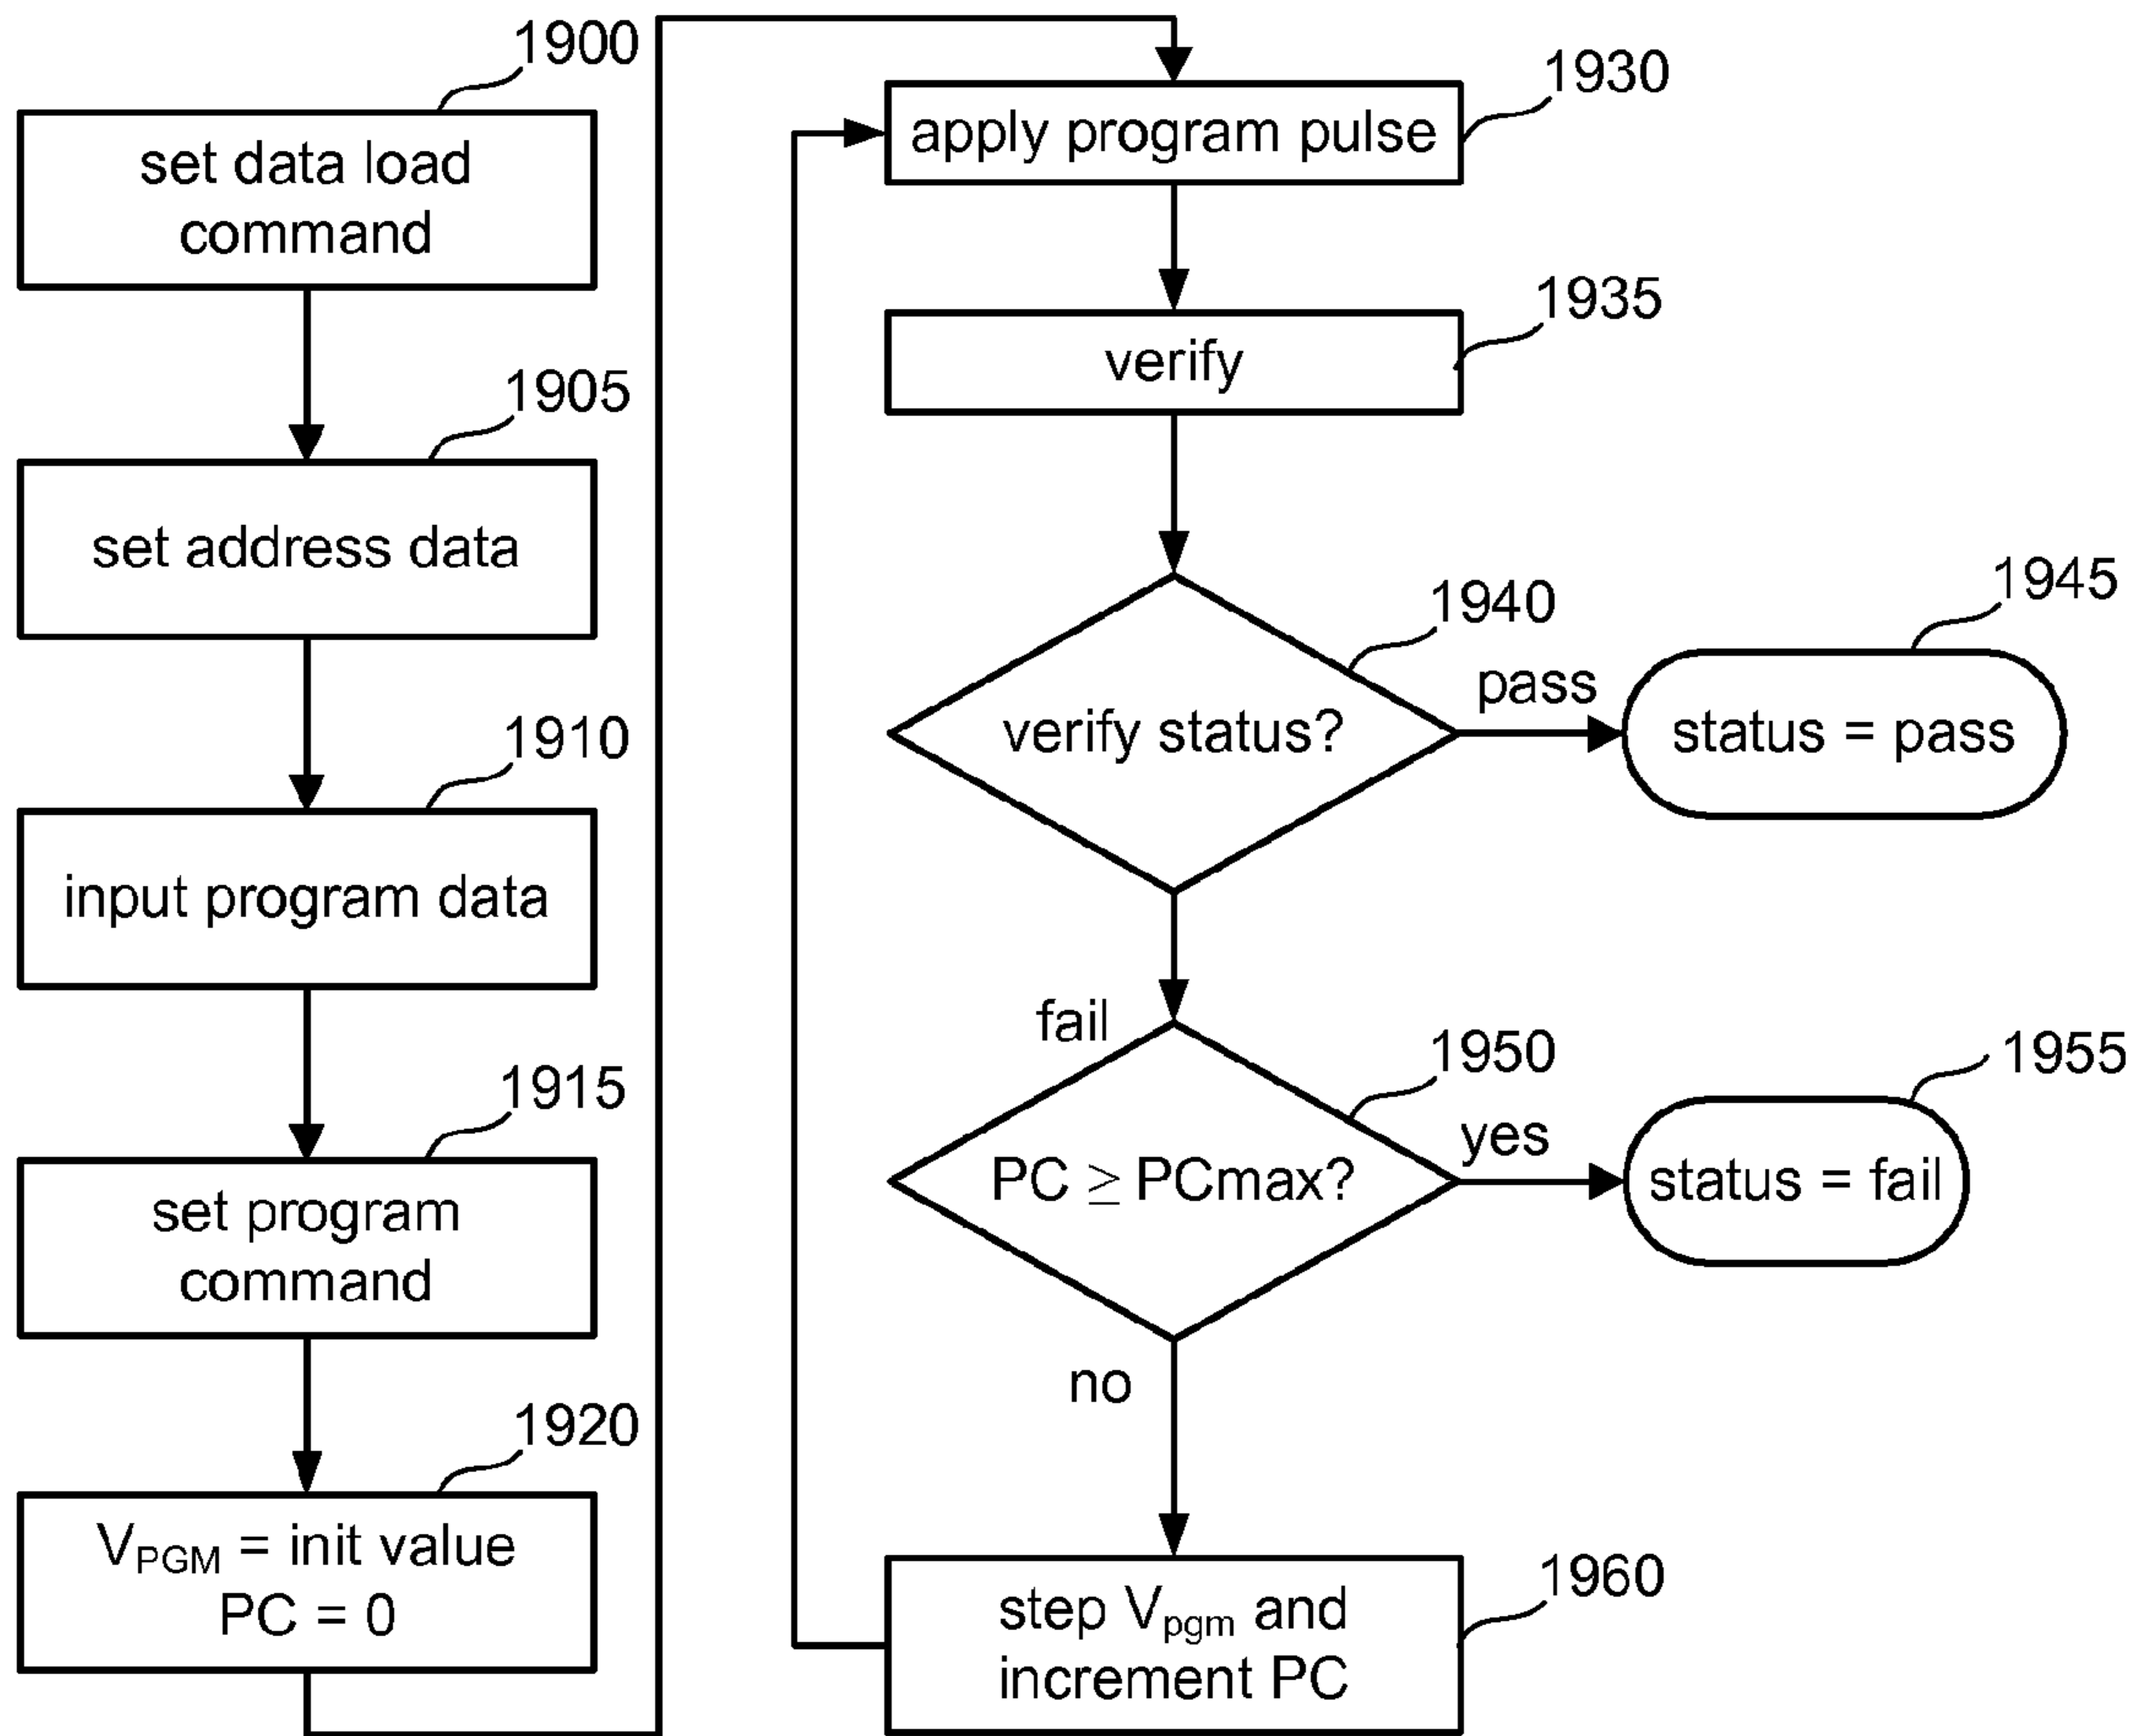 1900
set data load
command
1905
set address data
1910
input program data
1915
set program
command
1920
V_PGM = init value
PC = 0
1930
apply program pulse
1935
verify
1940
verify status?
pass
1945
status = pass
fail
1950
PC ≧ PCmax?
yes
1955
status = fail
no
1960
step V_pgm and
increment PC